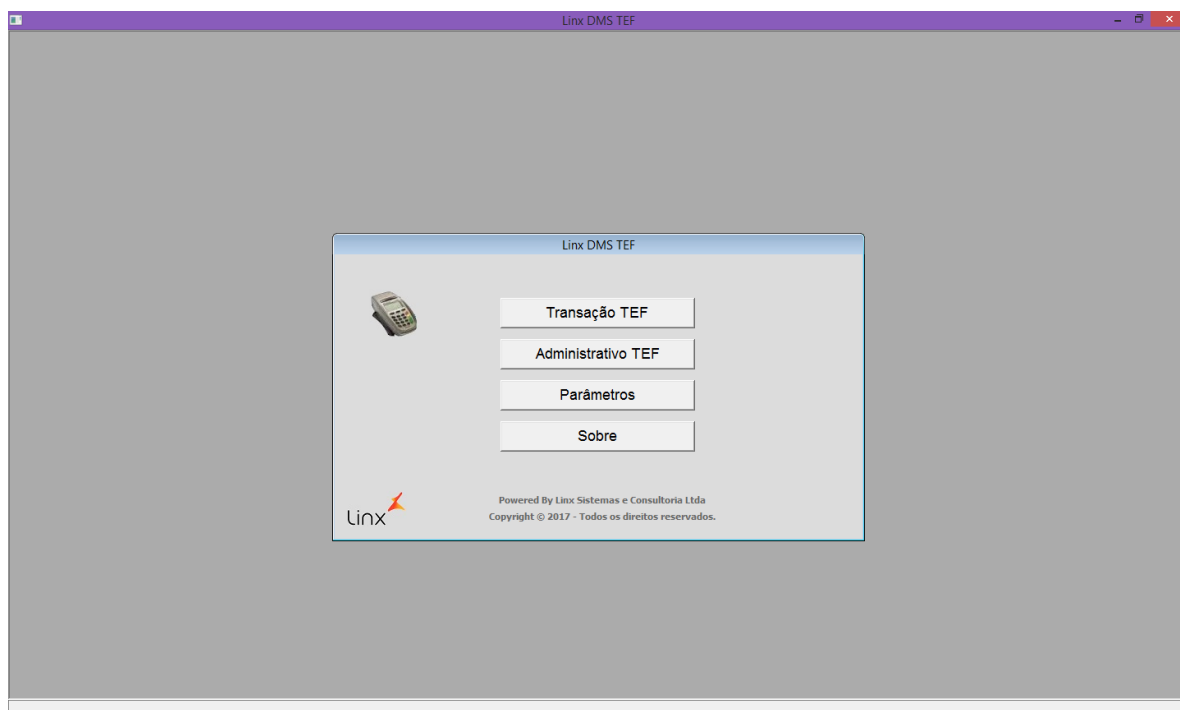 Linx DMS TEF
Linx DMS TEF
Transação TEF
Administrativo TEF
Parâmetros
Sobre
Linx
Powered By Linx Sistemas e Consultoria Ltda
Copyright © 2017 - Todos os direitos reservados.